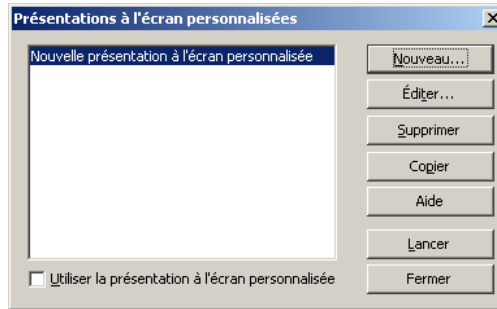 Présentations à l'écran personnalisées
Nouvelle présentation à l'écran personnalisée
Nouveau...
Éditer...
Supprimer
Copier
Aide
Lancer
Utiliser la présentation à l'écran personnalisée
Fermer